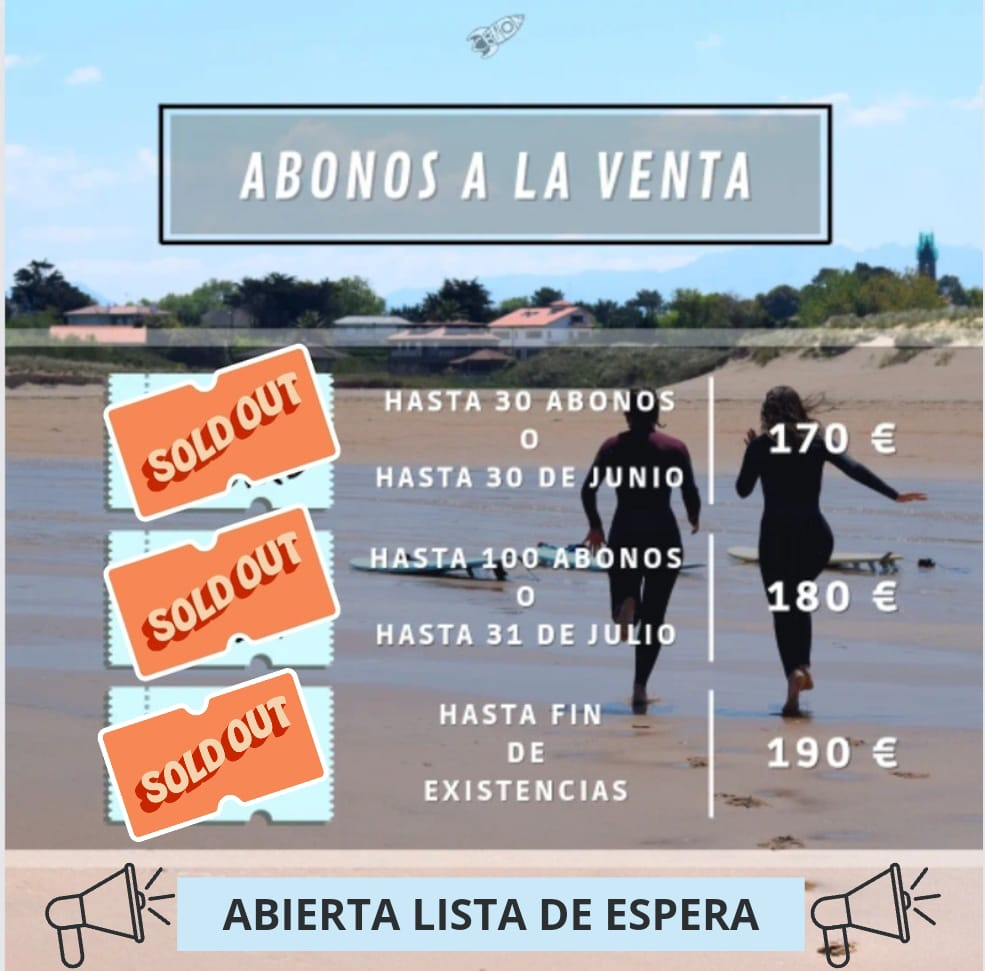 ABONOS A LA VENTA
SOLD OUT
HASTA 30 ABONOS
O
HASTA 30 DE JUNIO
170 €
SOLD OUT
HASTA 100 ABONOS
O
HASTA 31 DE JULIO
180 €
SOLD OUT
HASTA FIN
DE
EXISTENCIAS
190 €
ABIERTA LISTA DE ESPERA